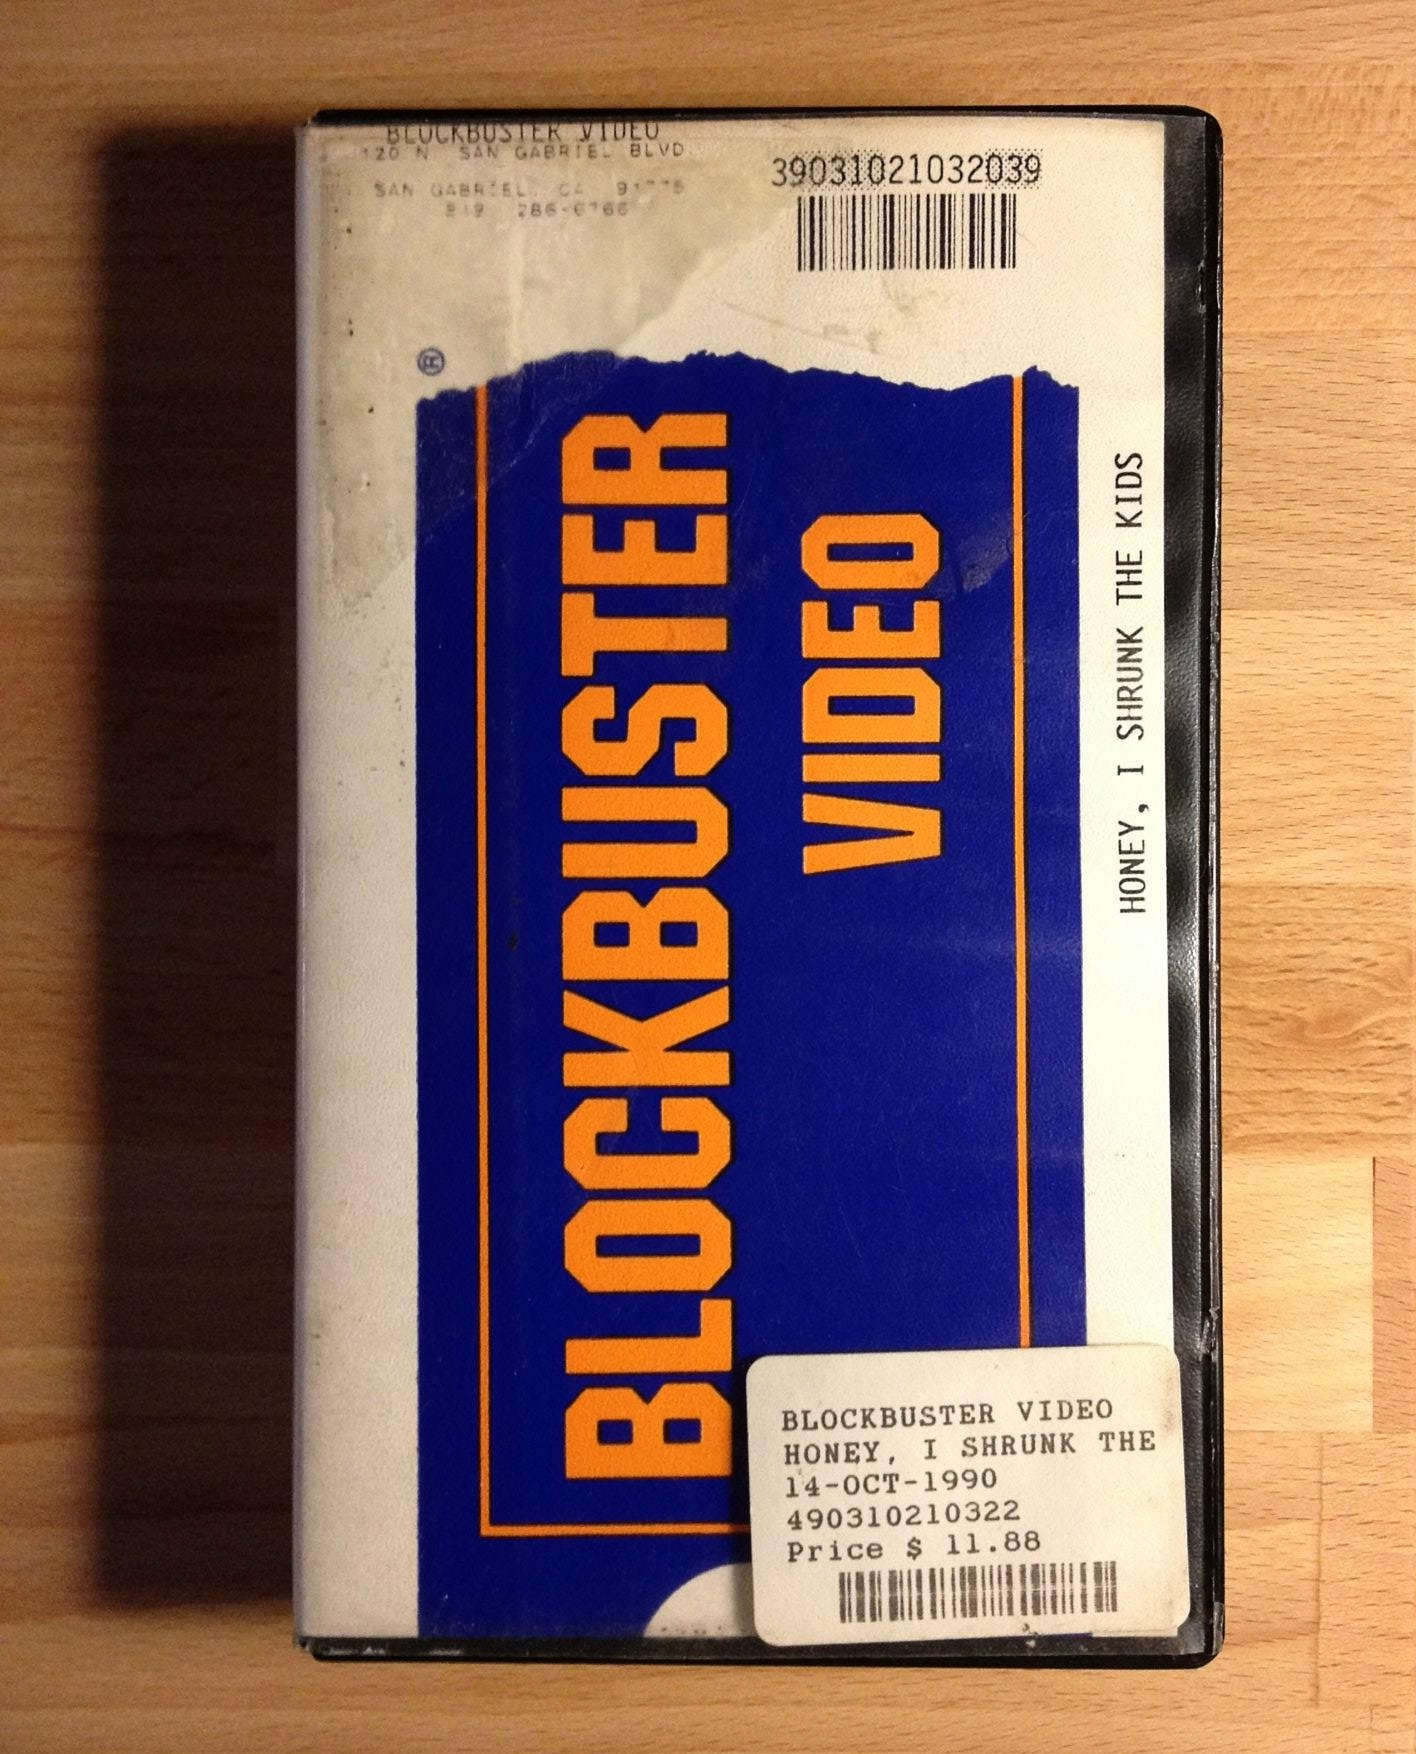 BLOCKBUSTER VIDEO
120 N SAN GABRIEL BLVD
SAN GABRIEL, CA
39031021032039
®
BLOCKBUSTER
VIDEO
HONEY, I SHRUNK THE KIDS
BLOCKBUSTER VIDEO
HONEY, I SHRUNK THE
14-OCT-1990
490310210322
Price $ 11.88